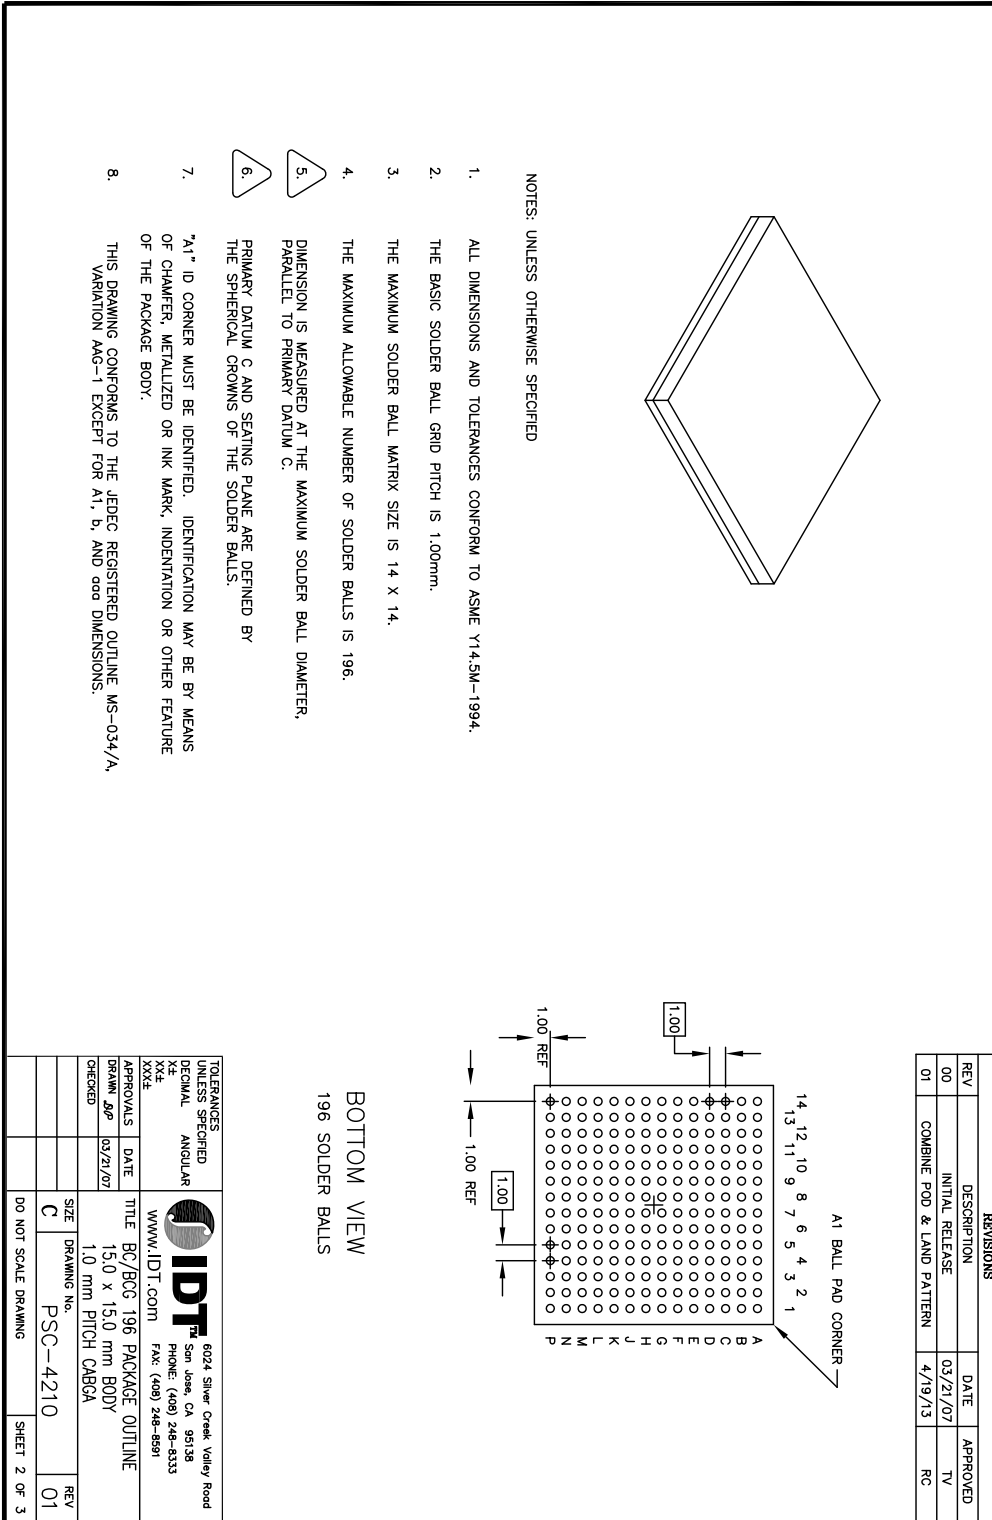 REVISIONS
REV DESCRIPTION DATE APPROVED
00 INITIAL RELEASE 03/21/07 TV
01 COMBINE POD & LAND PATTERN 4/19/13 RC
A1 BALL PAD CORNER
14 13 12 11 10 9 8 7 6 5 4 3 2 1
A
B
C
D
E
F
G
H
J
K
L
M
N
P
1.00
1.00 REF
1.00 REF
1.00
BOTTOM VIEW
196 SOLDER BALLS
NOTES: UNLESS OTHERWISE SPECIFIED
1. ALL DIMENSIONS AND TOLERANCES CONFORM TO ASME Y14.5M-1994.
2. THE BASIC SOLDER BALL GRID PITCH IS 1.00mm.
3. THE MAXIMUM SOLDER BALL MATRIX SIZE IS 14 X 14.
4. THE MAXIMUM ALLOWABLE NUMBER OF SOLDER BALLS IS 196.
5. DIMENSION IS MEASURED AT THE MAXIMUM SOLDER BALL DIAMETER,
PARALLEL TO PRIMARY DATUM C.
6. PRIMARY DATUM C AND SEATING PLANE ARE DEFINED BY
THE SPHERICAL CROWNS OF THE SOLDER BALLS.
7. "A1" ID CORNER MUST BE IDENTIFIED. IDENTIFICATION MAY BE BY MEANS
OF CHAMFER, METALLIZED OR INK MARK, INDENTATION OR OTHER FEATURE
OF THE PACKAGE BODY.
8. THIS DRAWING CONFORMS TO THE JEDEC REGISTERED OUTLINE MS-034/A,
VARIATION AAG-1 EXCEPT FOR A1, b, AND aaa DIMENSIONS.
TOLERANCES
UNLESS SPECIFIED
DECIMAL ANGULAR
X±
XX±
XXX±
APPROVALS DATE
DRAWN 03/21/07
CHECKED
IDT™
www.IDT.com
6024 Silver Creek Valley Road
San Jose, CA 95138
PHONE: (408) 248-8333
FAX: (408) 248-8591
TITLE BC/BCG 196 PACKAGE OUTLINE
15.0 x 15.0 mm BODY
1.0 mm PITCH CABGA
SIZE DRAWING No. REV
C PSC-4210 01
DO NOT SCALE DRAWING SHEET 2 OF 3